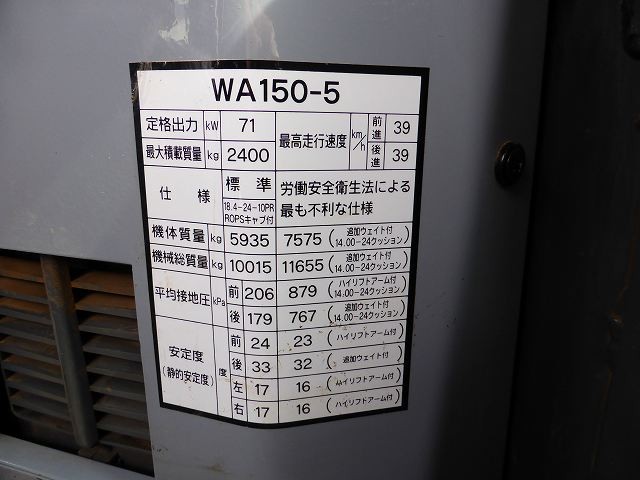 WA150-5
定格出力 kW 71 最高走行速度 km/h 前進 39
最大積載質量 kg 2400 後進 39
仕様 標準 労働安全衛生法による
18.4-24-10PR 最も不利な仕様
ROPSキャブ付
機体質量 kg 5935 7575 (追加ウェイト付 14.00-24クッション)
機械総質量 kg 10015 11655 (追加ウェイト付 14.00-24クッション)
平均接地圧 kPa 前 206 879 (ハイリフトアーム付 14.00-24クッション)
後 179 767 (追加ウェイト付 14.00-24クッション)
安定度 (静的安定度) 度 前 24 23 (ハイリフトアーム付)
後 33 32 (追加ウェイト付)
左 17 16 (ハイリフトアーム付)
右 17 16 (ハイリフトアーム付)